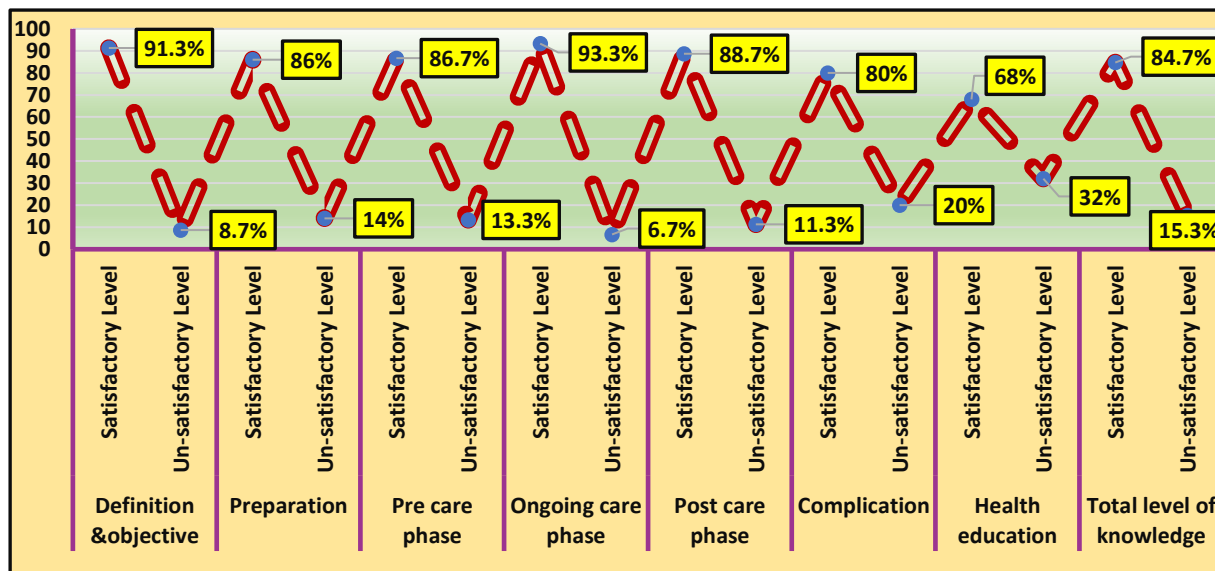 100
90
80
70
60
50
40
30
20
10
0
91.3%
8.7%
86%
14%
86.7%
13.3%
93.3%
6.7%
88.7%
11.3%
80%
20%
68%
32%
84.7%
15.3%
Satisfactory Level
Un-satisfactory Level
Satisfactory Level
Un-satisfactory Level
Satisfactory Level
Un-satisfactory Level
Satisfactory Level
Un-satisfactory Level
Satisfactory Level
Un-satisfactory Level
Satisfactory Level
Un-satisfactory Level
Satisfactory Level
Un-satisfactory Level
Satisfactory Level
Un-satisfactory Level
Definition
&objective
Preparation
Pre care
phase
Ongoing care
phase
Post care
phase
Complication
Health
education
Total level of
knowledge